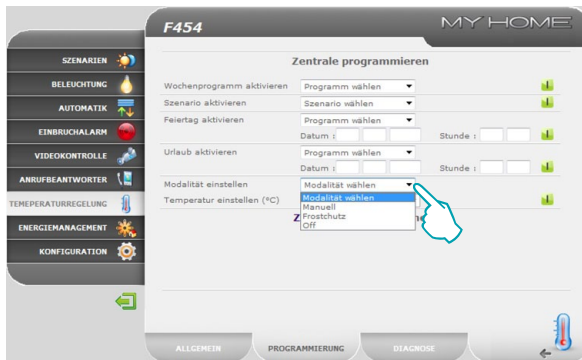 F454
MY HOME
SZENARIEN
BELEUCHTUNG
AUTOMATIK
EINBRUCHALARM
VIDEOKONTROLLE
ANRUFBEANTWORTER
TEMEPERATURREGELUNG
ENERGIEMANAGEMENT
KONFIGURATION
Zentrale programmieren
Wochenprogramm aktivieren Programm wählen
Szenario aktivieren Szenario wählen
Feiertag aktivieren Programm wählen
Datum : Stunde :
Urlaub aktivieren Programm wählen
Datum : Stunde :
Modalität einstellen Modalität wählen
Temperatur einstellen (°C) Modalität wählen
Manuell
Frostchutz
Off
ALLGEMEIN PROGRAMMIERUNG DIAGNOSE